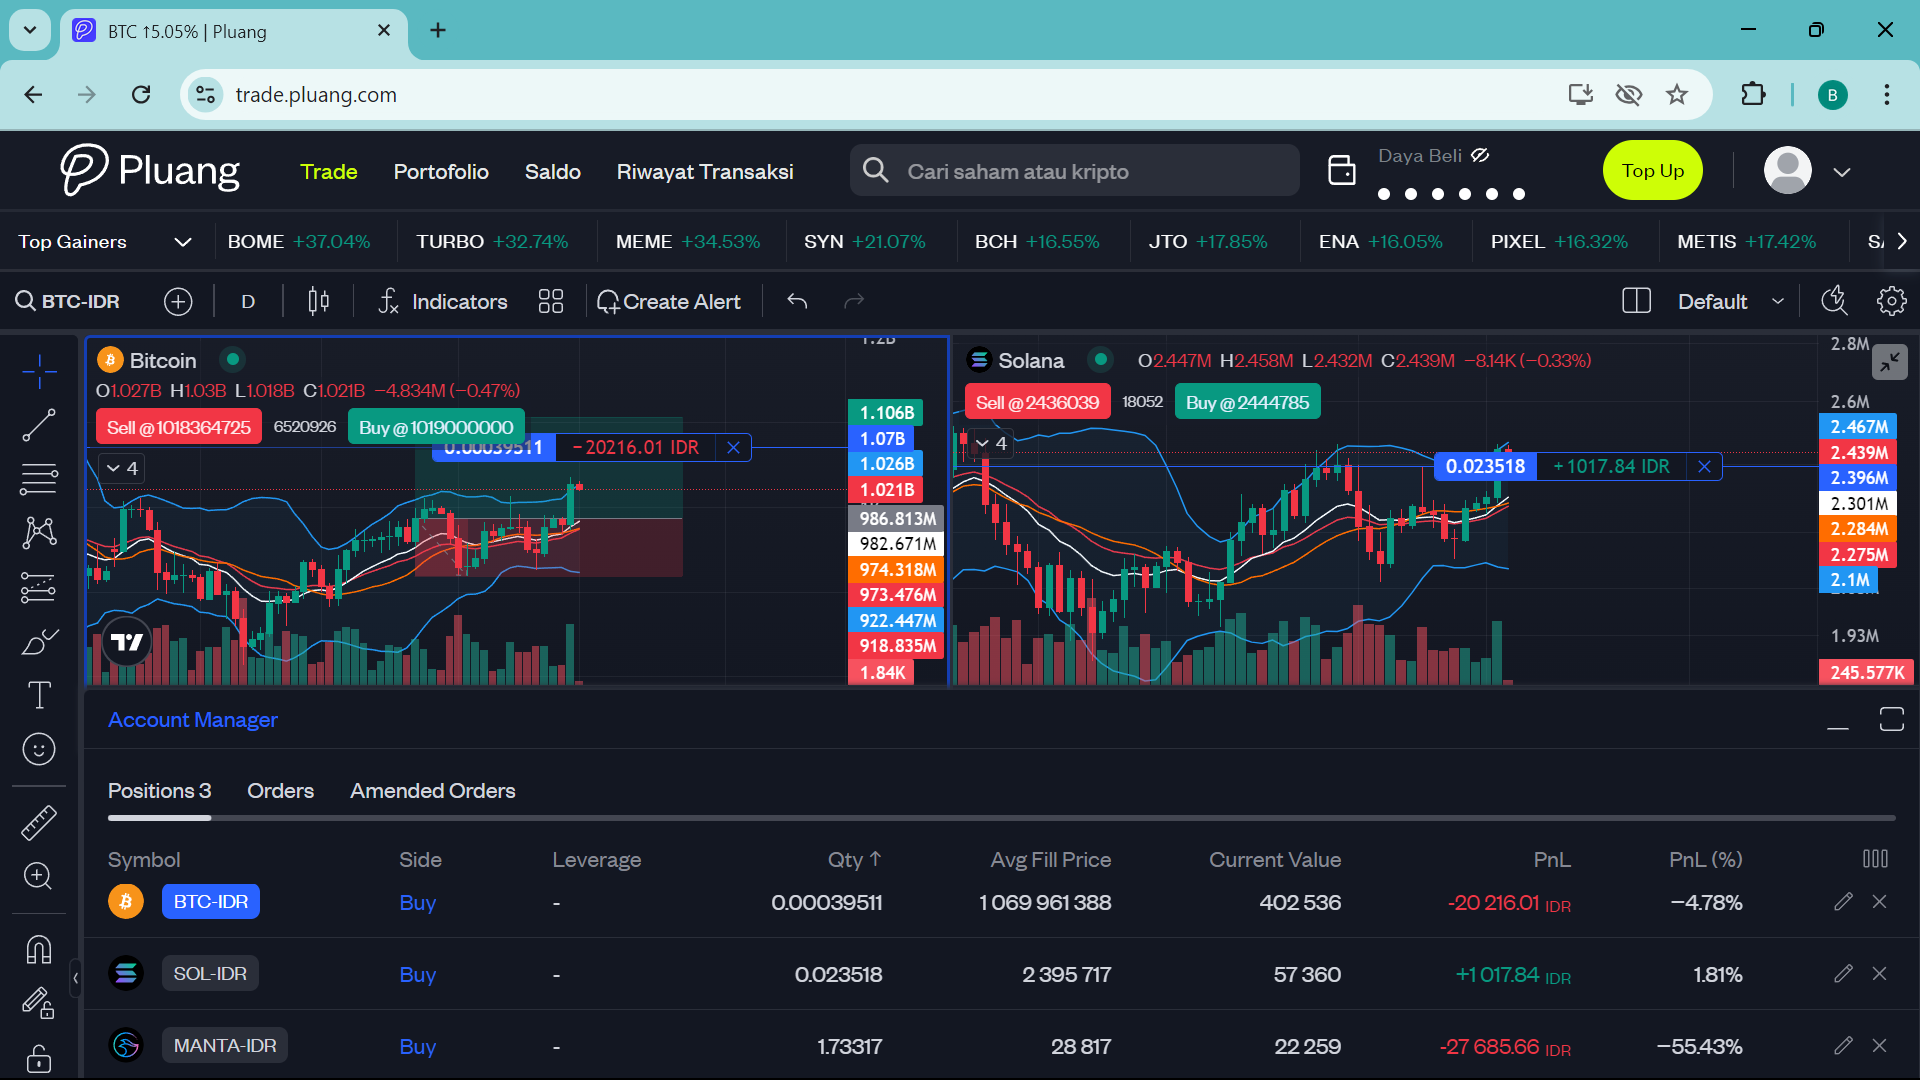 BTC ↑5.05% | Pluang
trade.pluang.com
B
Pluang Trade Portofolio Saldo Riwayat Transaksi Cari saham atau kripto Daya Beli Top Up
Top Gainers BOME +37.04% TURBO +32.74% MEME +34.53% SYN +21.07% BCH +16.55% JTO +17.85% ENA +16.05% PIXEL +16.32% METIS +17.42%
BTC-IDR D Indicators Create Alert Default
Bitcoin
O1.027B H1.03B L1.018B C1.021B −4.834M (−0.47%)
Sell @1018364725 6520926 Buy @1019000000
0.00039511 −20216.01 IDR
4
1.2B
1.106B
1.07B
1.026B
1.021B
986.813M
982.671M
974.318M
973.476M
922.447M
918.835M
1.84K
Solana O2.447M H2.458M L2.432M C2.439M −8.14K (−0.33%)
Sell @2436039 18052 Buy @2444785
4
0.023518 +1017.84 IDR
2.8M
2.6M
2.467M
2.439M
2.396M
2.301M
2.284M
2.275M
2.1M
1.93M
245.577K
Account Manager
Positions 3 Orders Amended Orders
Symbol Side Leverage Qty ↑ Avg Fill Price Current Value PnL PnL (%)
BTC-IDR Buy - 0.00039511 1 069 961 388 402 536 -20 216.01 IDR −4.78%
SOL-IDR Buy - 0.023518 2 395 717 57 360 +1 017.84 IDR 1.81%
MANTA-IDR Buy - 1.73317 28 817 22 259 -27 685.66 IDR −55.43%